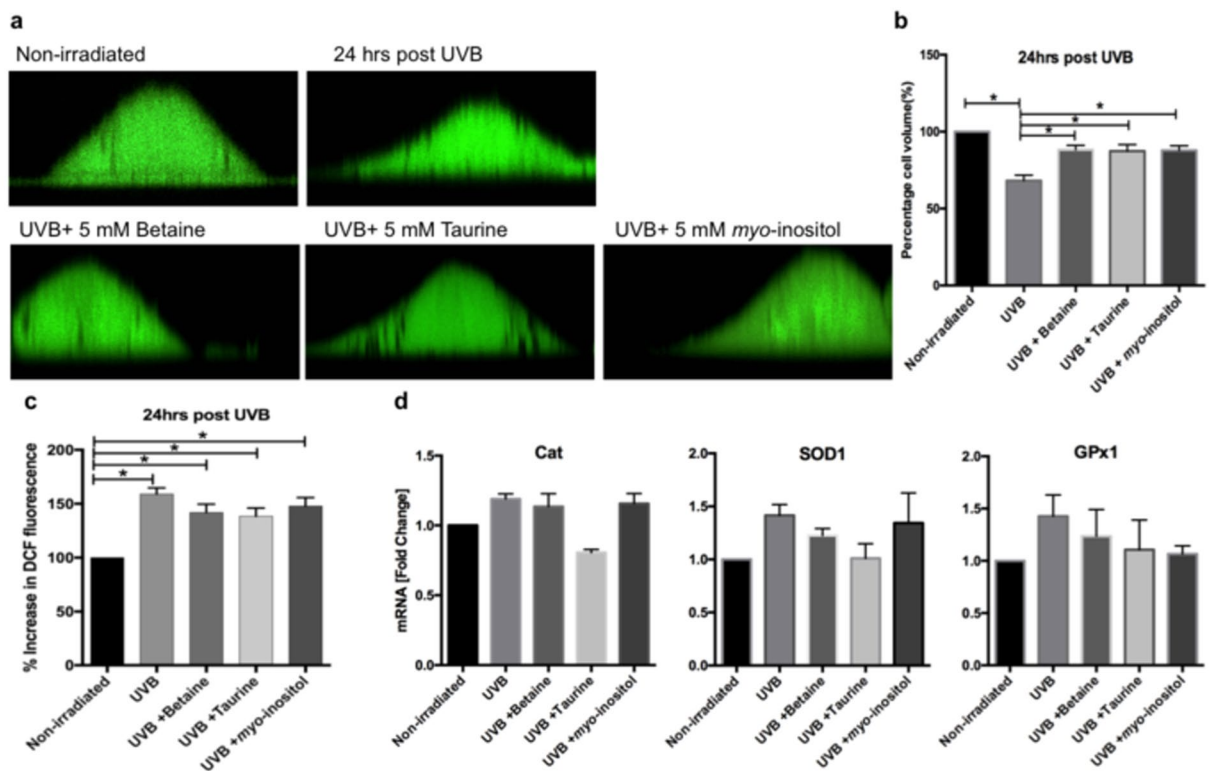 a
Non-irradiated
24 hrs post UVB
UVB+ 5 mM Betaine
UVB+ 5 mM Taurine
UVB+ 5 mM myo-inositol
b
24hrs post UVB
Percentage cell volume(%)
150
100
50
0
*
*
*
*
Non-irradiated
UVB
UVB + Betaine
UVB + Taurine
UVB + myo-inositol
c
24hrs post UVB
% Increase in DCF fluorescence
200
150
100
50
0
*
*
*
*
Non-irradiated
UVB
UVB +Betaine
UVB +Taurine
UVB +myo-inositol
d
Cat
mRNA [Fold Change]
1.5
1.0
0.5
0.0
Non-irradiated
UVB
UVB +Betaine
UVB +Taurine
UVB +myo-inositol
SOD1
2.0
1.5
1.0
0.5
0.0
Non-irradiated
UVB
UVB +Betaine
UVB +Taurine
UVB +myo-inositol
GPx1
2.0
1.5
1.0
0.5
0.0
Non-irradiated
UVB
UVB +Betaine
UVB +Taurine
UVB +myo-inositol